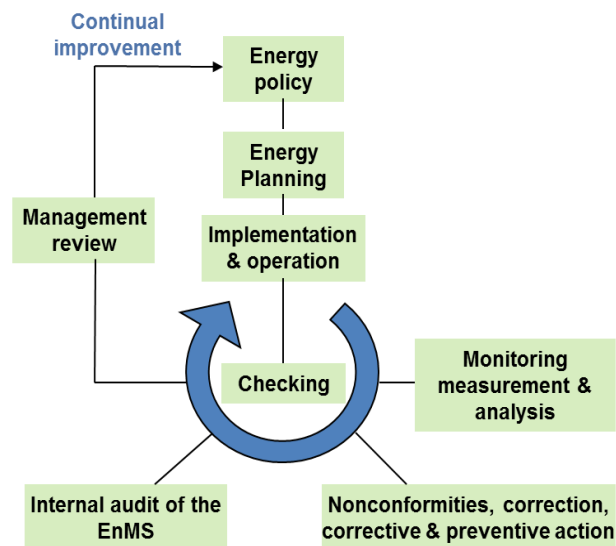 Continual
improvement
Energy
policy
Energy
Planning
Management
review
Implementation
& operation
Checking
Monitoring
measurement &
analysis
Internal audit of the
EnMS
Nonconformities, correction,
corrective & preventive action